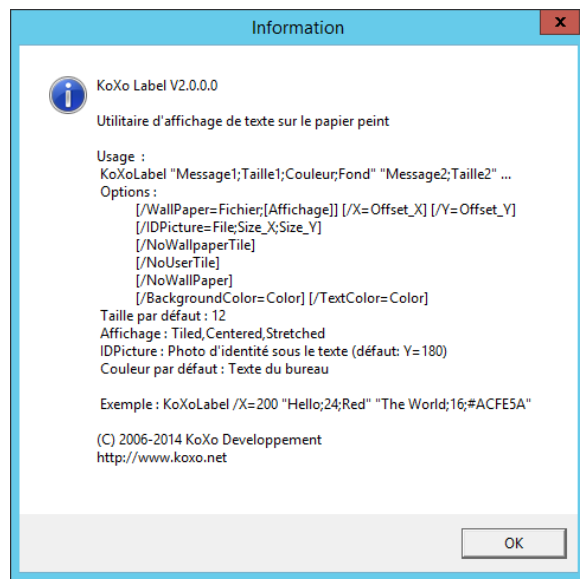 Information
x
KoXo Label V2.0.0.0
Utilitaire d'affichage de texte sur le papier peint
Usage :
KoXoLabel "Message1;Taille1;Couleur;Fond" "Message2;Taille2" ...
Options :
[/WallPaper=Fichier;[Affichage]] [/X=Offset_X] [/Y=Offset_Y]
[/IDPicture=File;Size_X;Size_Y]
[/NoWallpaperTile]
[/NoUserTile]
[/NoWallPaper]
[/BackgroundColor=Color] [/TextColor=Color]
Taille par défaut : 12
Affichage : Tiled,Centered,Stretched
IDPicture : Photo d'identité sous le texte (défaut: Y=180)
Couleur par défaut : Texte du bureau
Exemple : KoXoLabel /X=200 "Hello;24;Red" "The World;16;#ACFE5A"
(C) 2006-2014 KoXo Developpement
http://www.koxo.net
OK